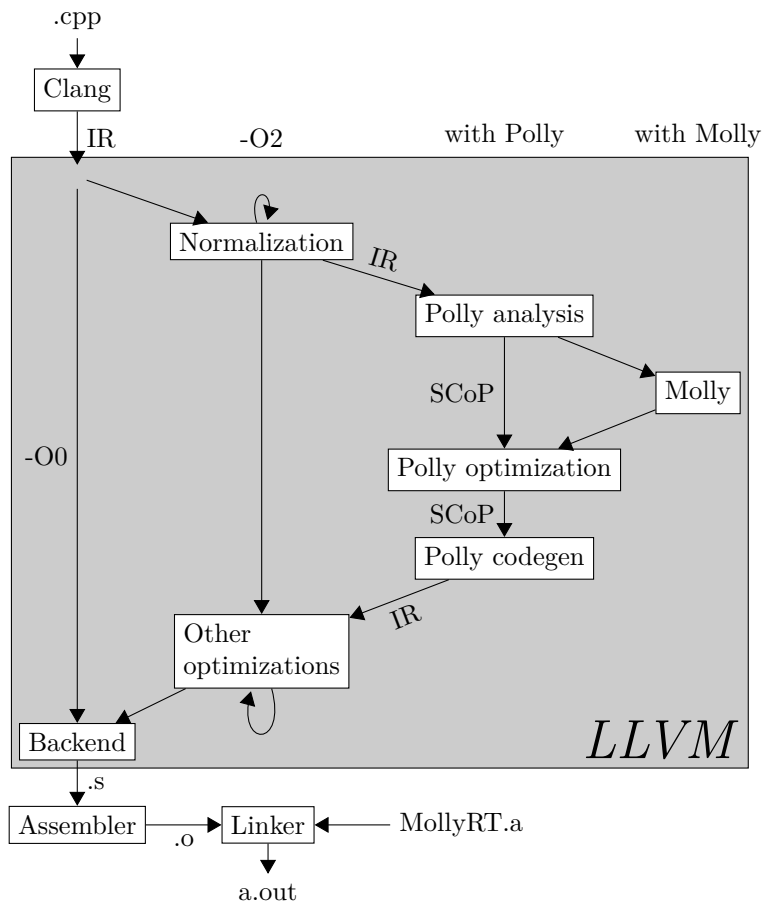 .cpp
Clang
IR
-O2
with Polly
with Molly
Normalization
IR
Polly analysis
SCoP
Molly
-O0
Polly optimization
SCoP
Polly codegen
IR
Other
optimizations
Backend
LLVM
.s
Assembler
.o
Linker
MollyRT.a
a.out